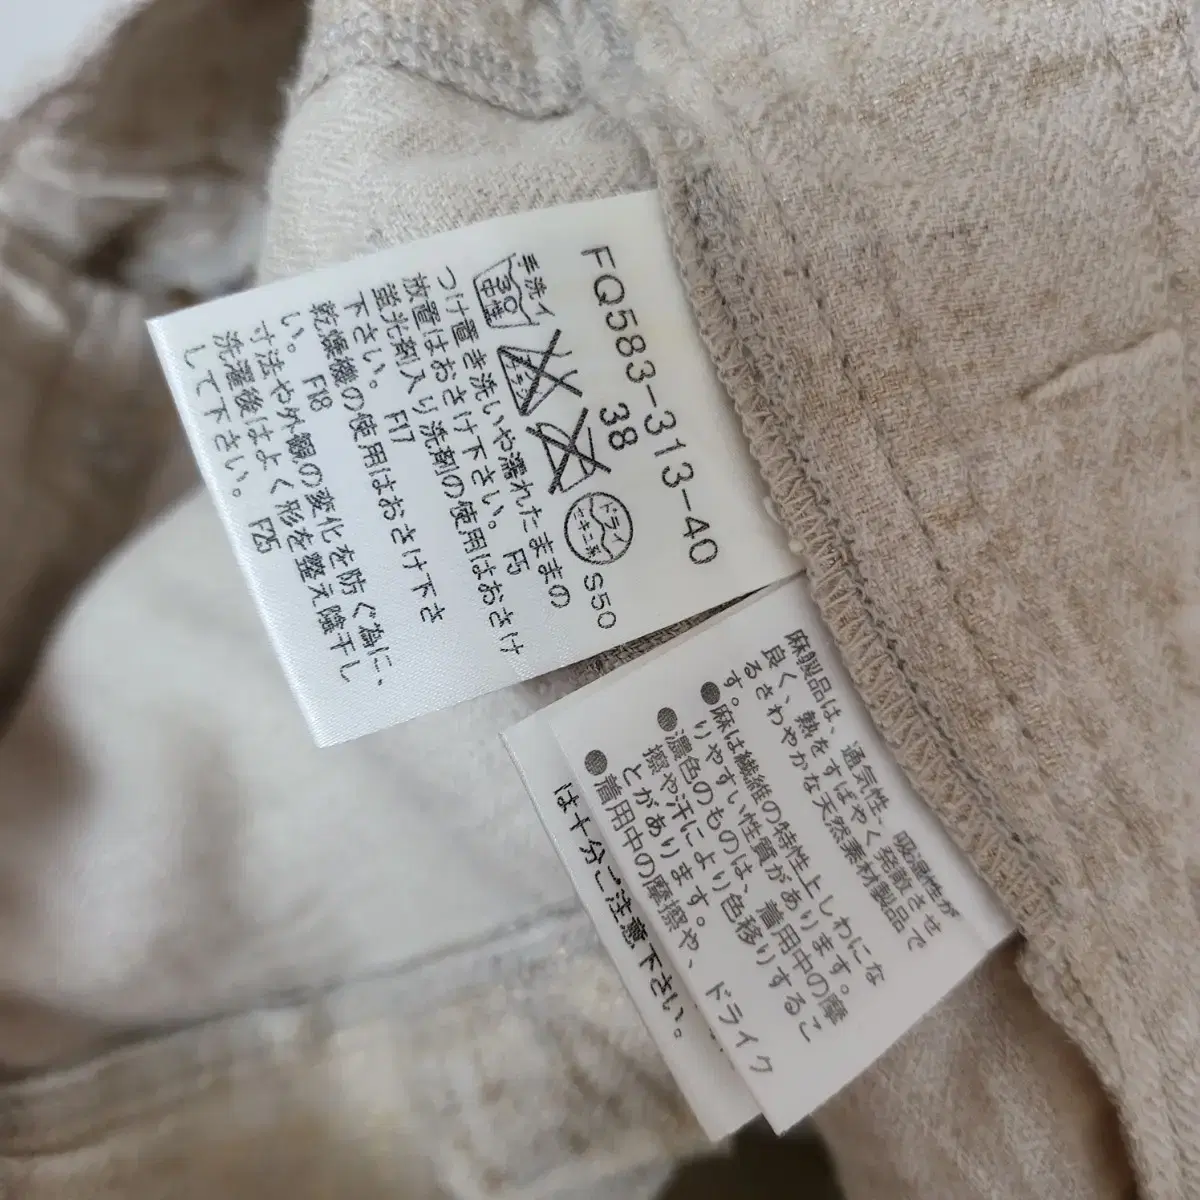 FQ583-313-40
38
手洗イ
30
中性
エンソ
ドライ
セキユ系
S50
つけ置き洗いや濡れたままの
放置はおさけ下さい。 F5
蛍光剤入り洗剤の使用はおさけ
下さい。 F17
乾燥機の使用はおさけ下さ
い。 F18
寸法や外観の変化を防ぐ為に、
洗濯後はよく形を整え陰干し
して下さい。 F25
麻製品は、通気性、吸湿性が
良く、熱をすばやく発散させ
るさわやかな天然素材製品で
す。
●麻は繊維の特性上しわにな
りやすい性質があります。
●濃色のものは、着用中の摩
擦や汗により色移りするこ
とがあります。
●着用中の摩擦や、ドライク
は十分ご注意下さい。